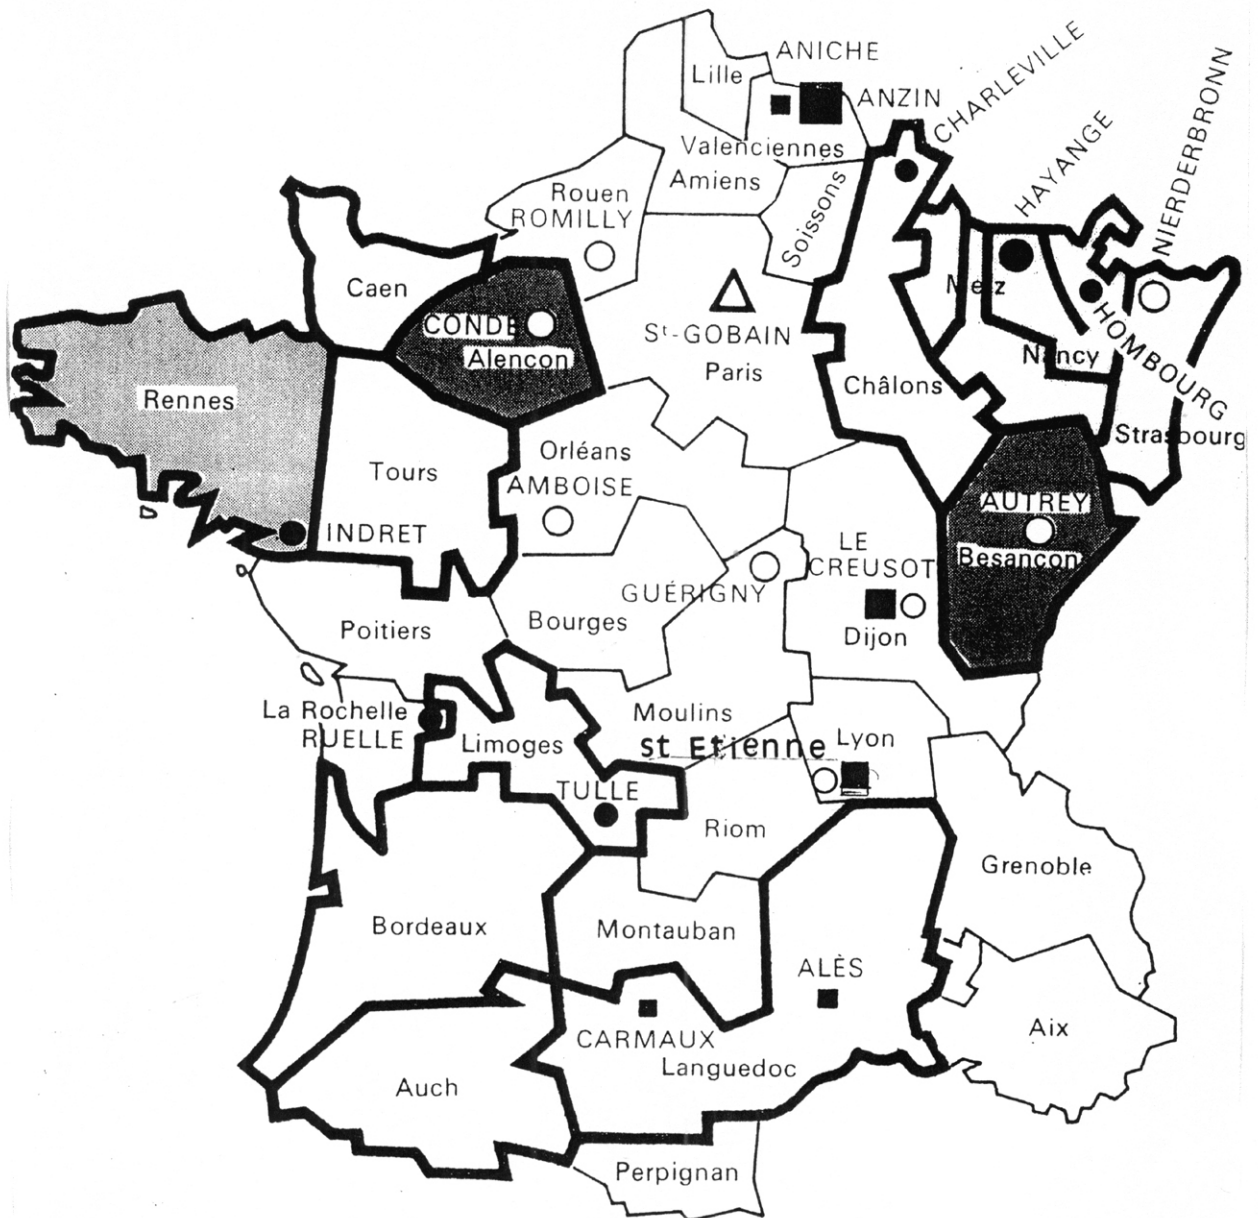 ANICHE
Lille
ANZIN
CHARLEVILLE
Valenciennes
Amiens
Soissons
HAYANGE
NIERDERBRONN
Rouen
ROMILLY
Caen
Metz
CONDE
Alencon
St-GOBAIN
Paris
Nancy
HOMBOURG
Châlons
Rennes
Strasbourg
Orléans
Tours
AMBOISE
AUTREY
INDRET
LE
CREUSOT
Besancon
GUÉRIGNY
Bourges
Poitiers
Dijon
La Rochelle
RUELLE
Moulins
Limoges
st Etienne
Lyon
TULLE
Riom
Grenoble
Bordeaux
Montauban
ALÈS
CARMAUX
Aix
Languedoc
Auch
Perpignan